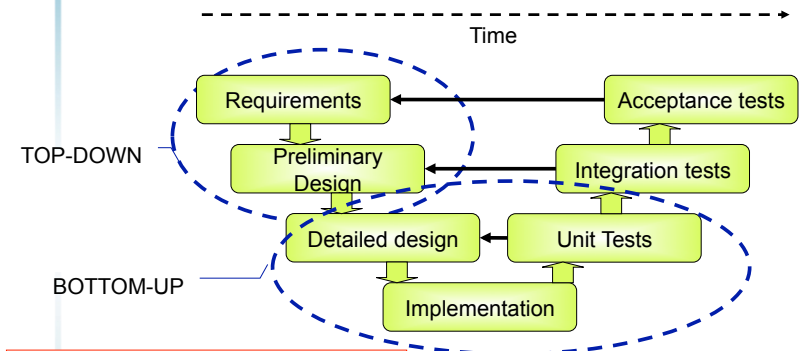 Time
Requirements
Acceptance tests
TOP-DOWN
Preliminary
Design
Integration tests
Detailed design
Unit Tests
BOTTOM-UP
Implementation